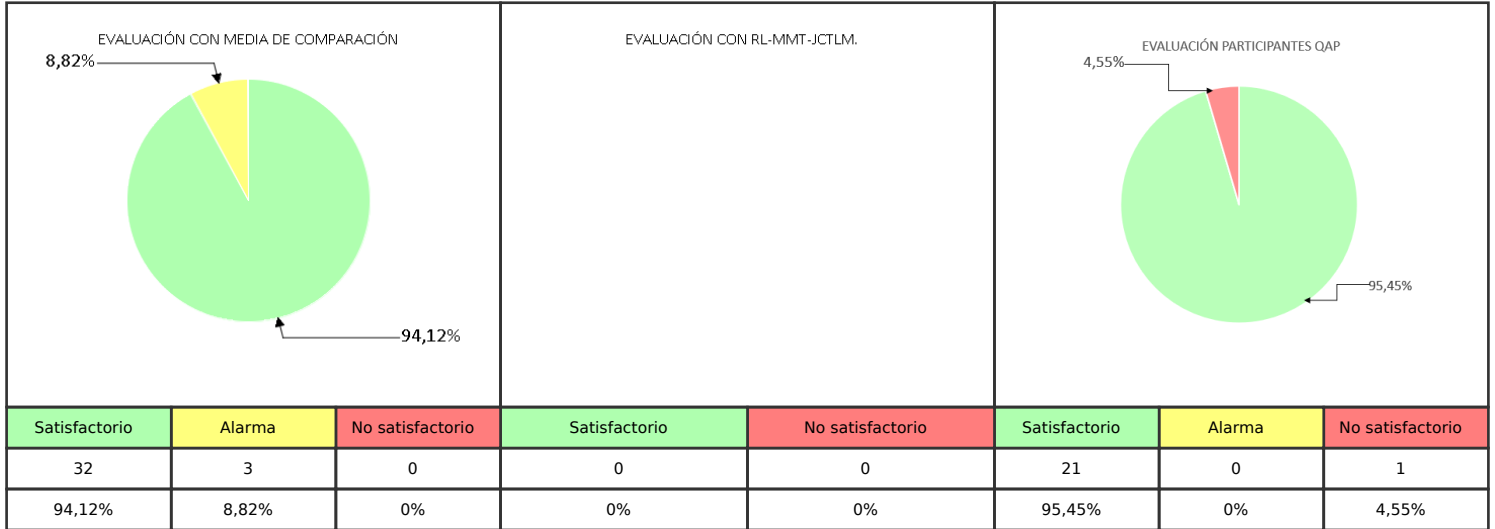 EVALUACIÓN CON MEDIA DE COMPARACIÓN
8,82%
94,12%
EVALUACIÓN CON RL-MMT-JCTLM.
EVALUACIÓN PARTICIPANTES QAP
4,55%
95,45%
Satisfactorio Alarma No satisfactorio Satisfactorio No satisfactorio Satisfactorio Alarma No satisfactorio
32 3 0 0 0 21 0 1
94,12% 8,82% 0% 0% 0% 95,45% 0% 4,55%